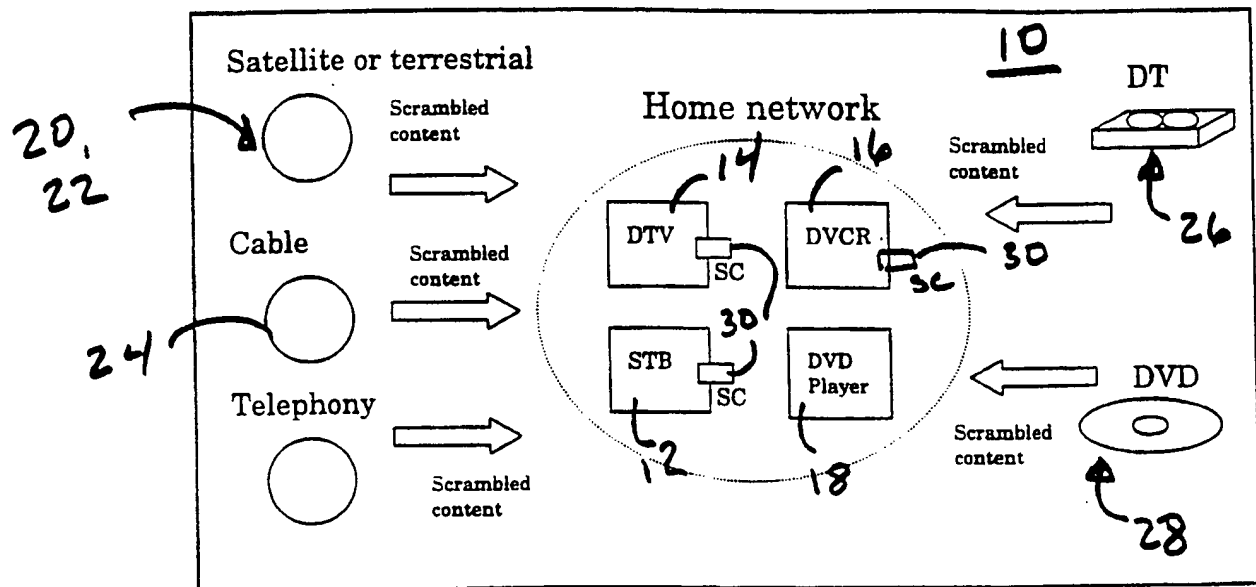 10
Satellite or terrestrial
DT
Scrambled
content
Home network
20,
22
14
16
Scrambled
content
26
DTV
SC
DVCR
SC
30
Cable
Scrambled
content
30
24
STB
SC
DVD
Player
DVD
Telephony
12
18
Scrambled
content
Scrambled
content
28